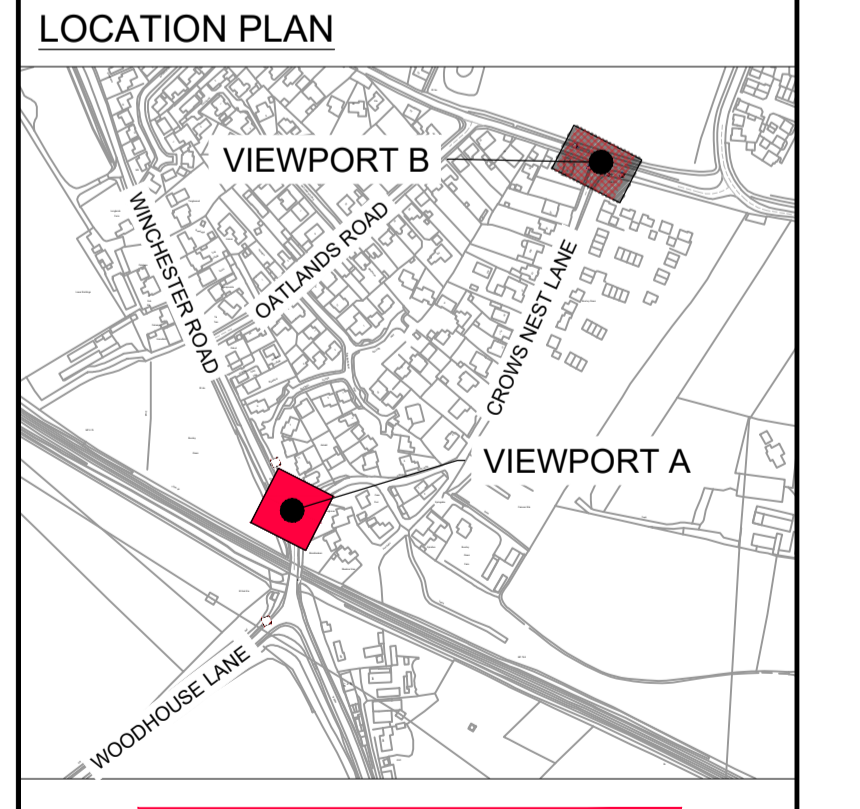 LOCATION PLAN
VIEWPORT B
WINCHESTER ROAD
OATLANDS ROAD
CROWS NEST LANE
VIEWPORT A
WOODHOUSE LANE